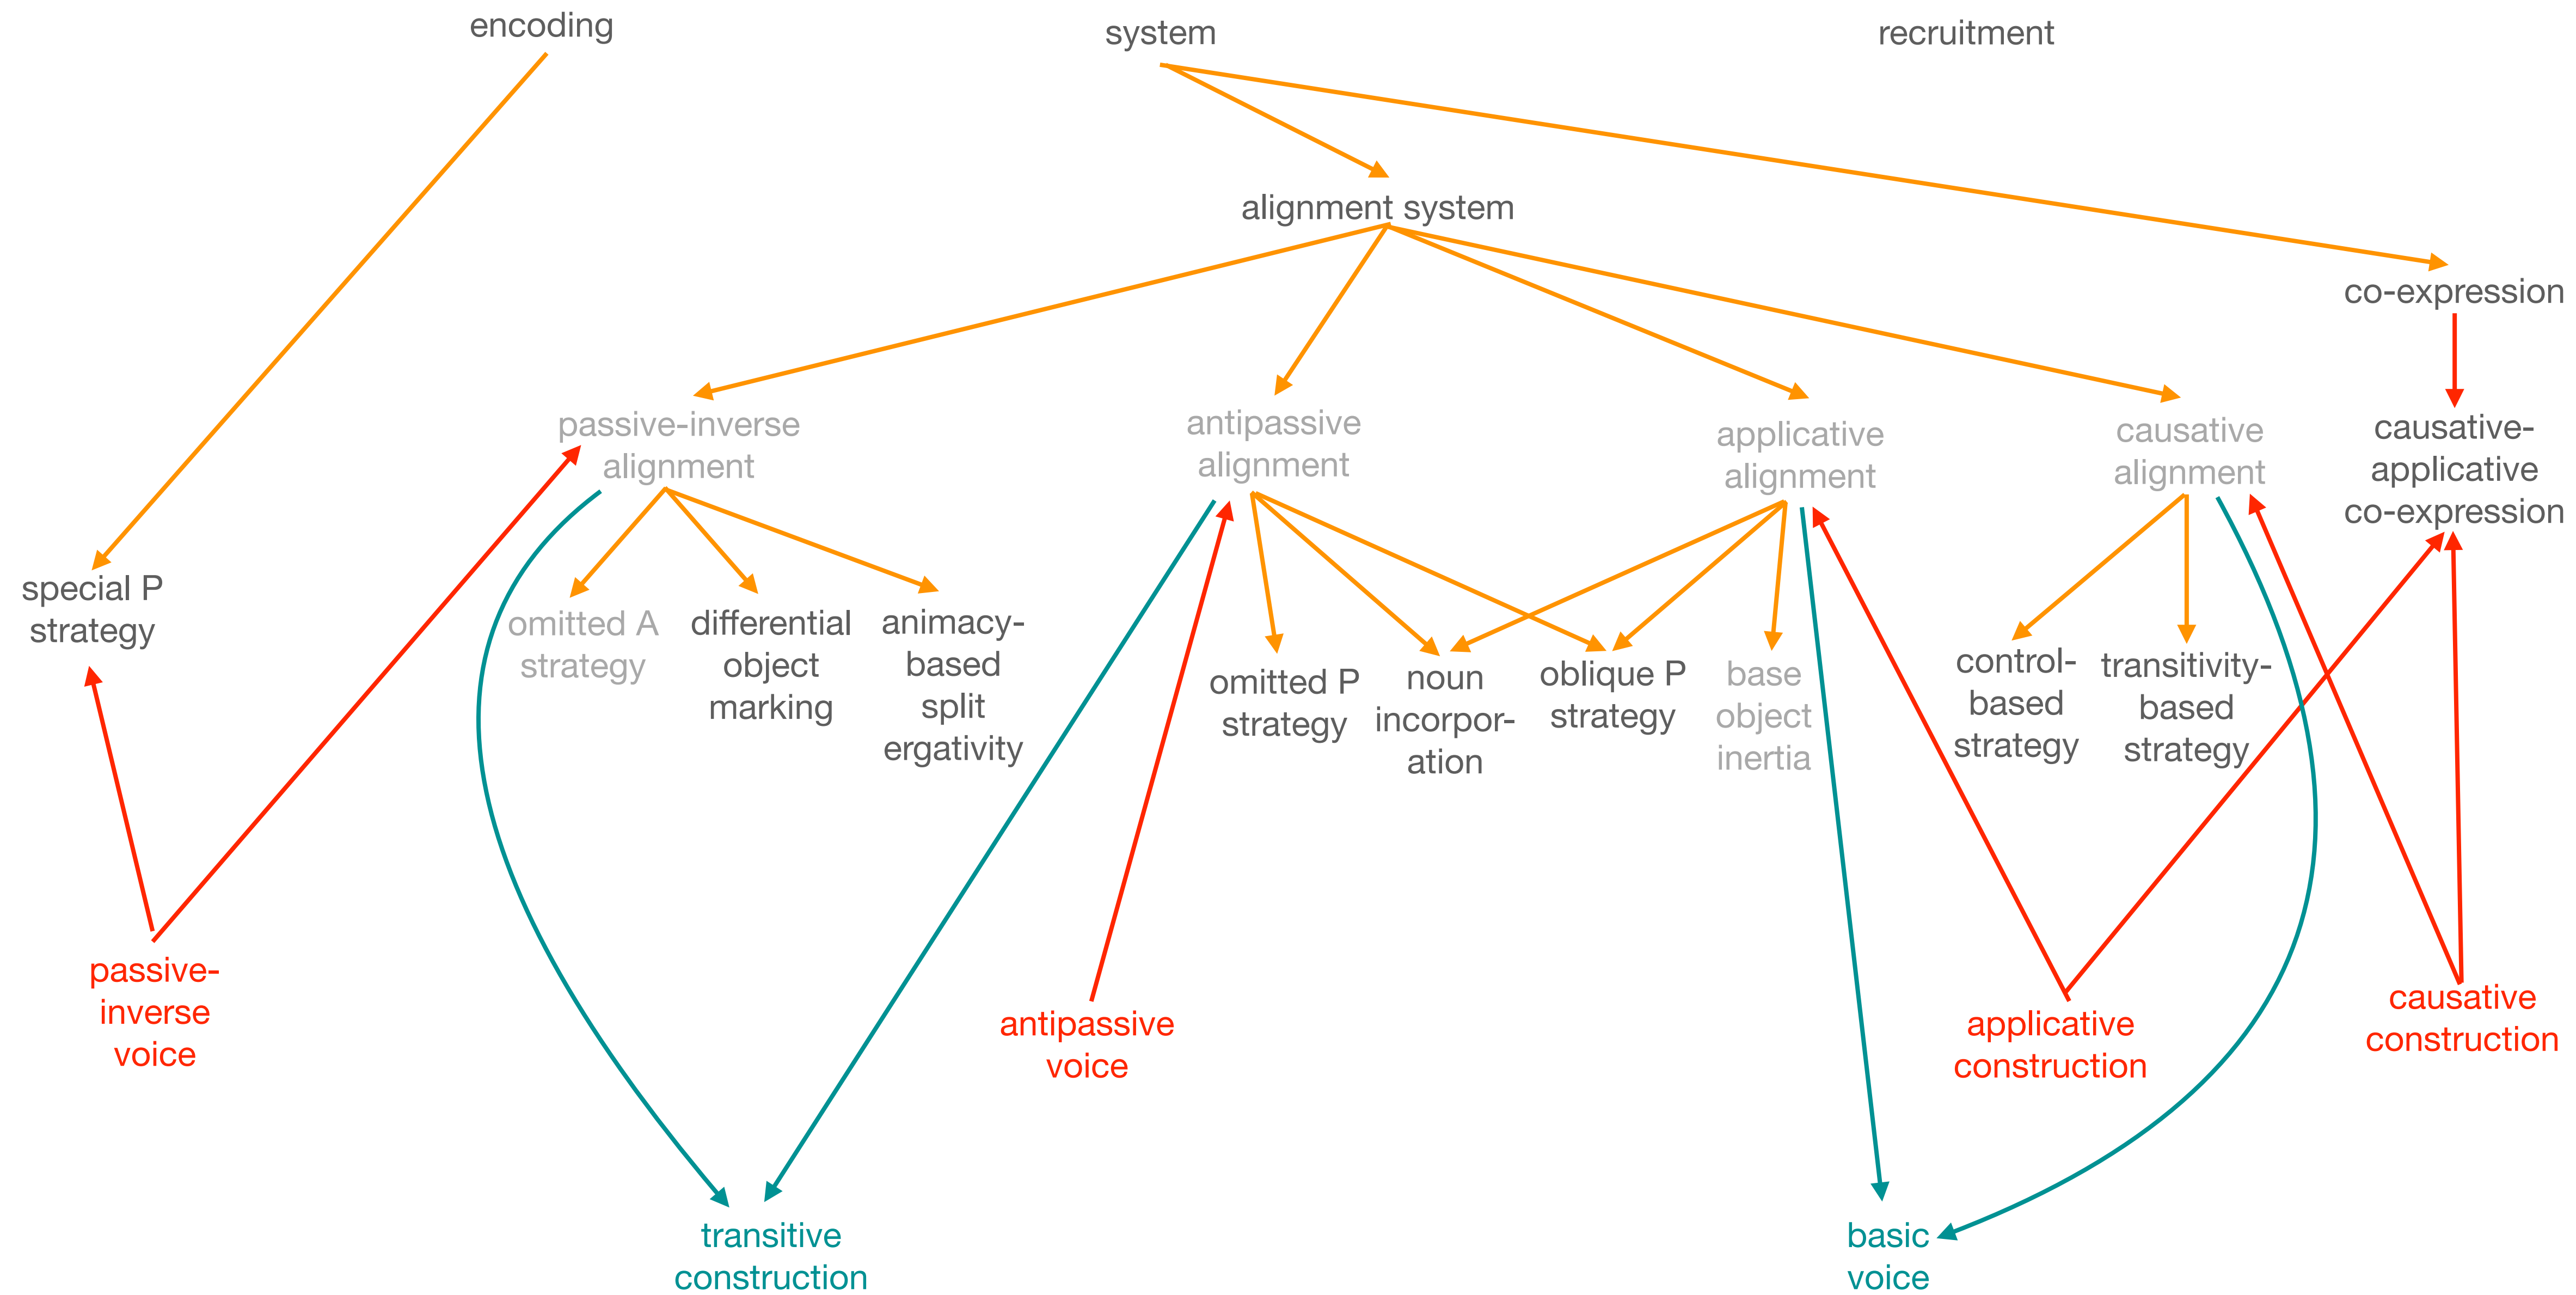 encoding
system
recruitment
alignment system
co-expression
passive-inverse
alignment
antipassive
alignment
applicative
alignment
causative
alignment
causative-
applicative
co-expression
special P
strategy
omitted A
strategy
differential
object
marking
animacy-
based
split
ergativity
omitted P
strategy
noun
incorpor-
ation
oblique P
strategy
base
object
inertia
control-
based
strategy
transitivity-
based
strategy
passive-
inverse
voice
antipassive
voice
applicative
construction
causative
construction
transitive
construction
basic
voice